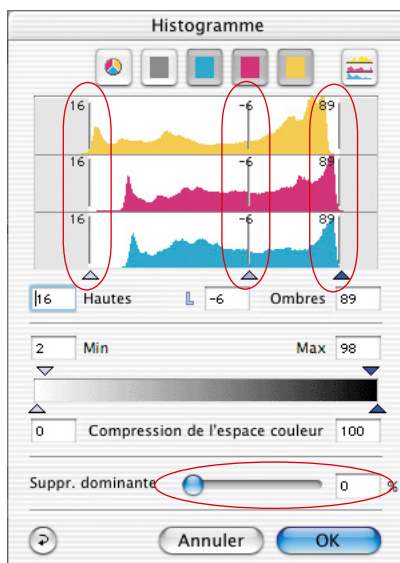 Histogramme
16 -6 89
16 -6 89
16 -6 89
16 Hautes L -6 Ombres 89
2 Min Max 98
0 Compression de l'espace couleur 100
Suppr. dominante 0 %
Annuler OK